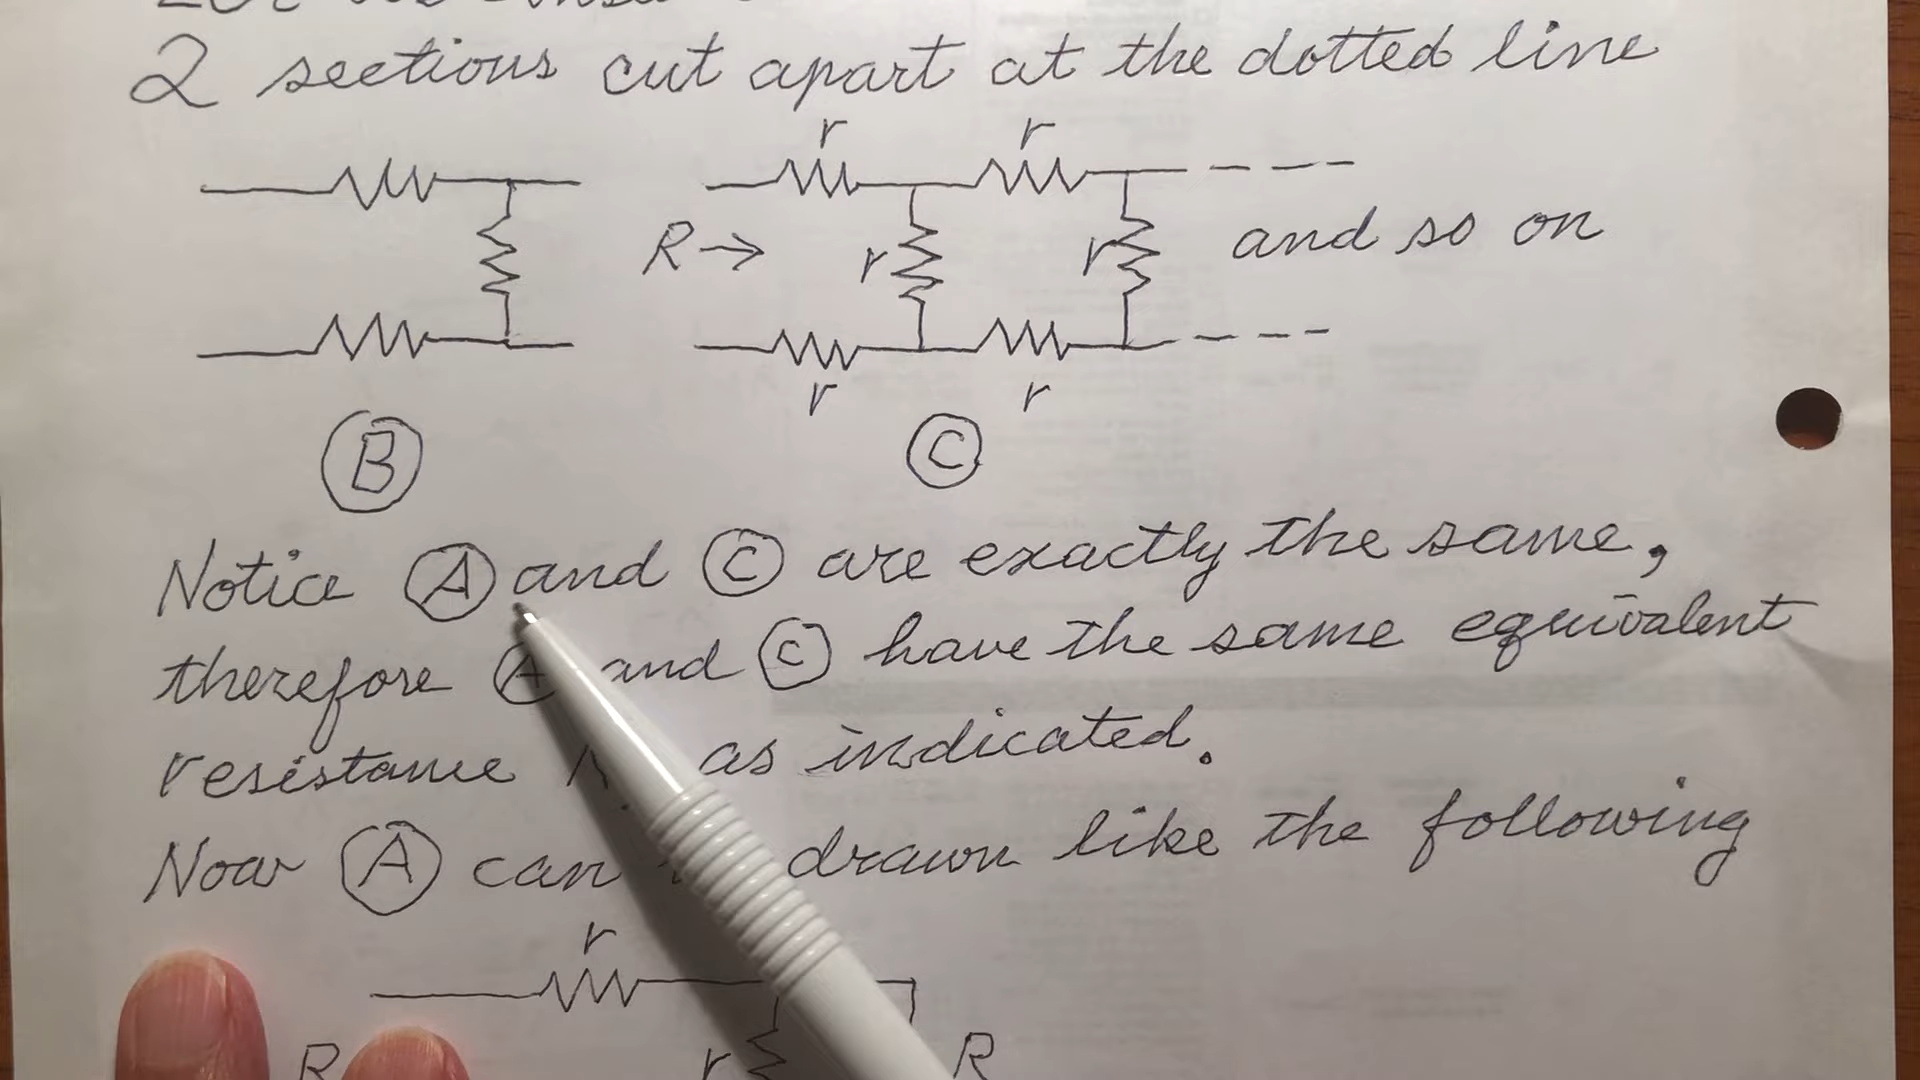 2 sections cut apart at the dotted line
r r
R → r r and so on
r r
B C
Notice A and C are exactly the same,
therefore A and C have the same equivalent
resistance as indicated.
Now A can drawn like the following
r
R r R